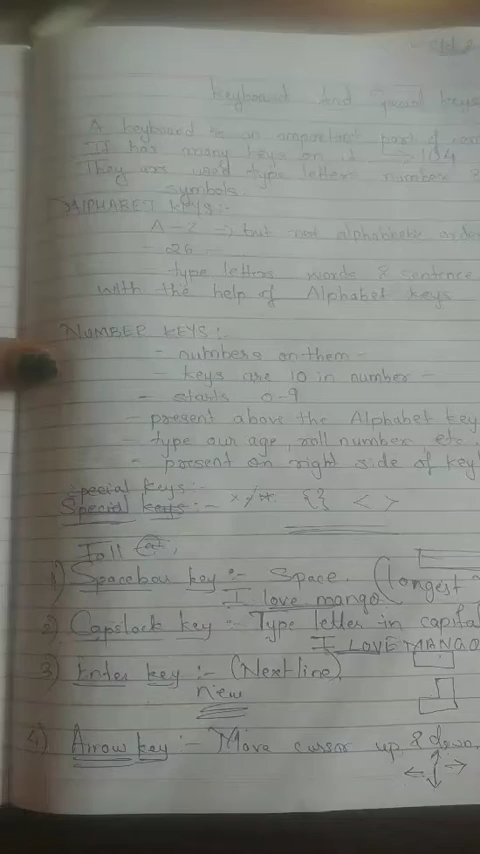 Keyboard And Special Keys
A keyboard is an important part of com
It has many keys on it → 104
They are used type letters number &
symbols.
ALPHABET KEYS:-
A-Z → but not alphabetic order
- 26 -
- type letters words & sentence
with the help of Alphabet keys
NUMBER KEYS:-
- numbers on them -
- keys are 10 in number -
- starts 0-9
- present above the Alphabet key
- type our age, roll number etc.
- present on right side of key
Special keys:-
Special keys:- {} < >
1) Spacebar key:- Space. (longest
I love mango
2) Capslock key:- Type letter in capital
I LOVE MANGO
3) Enter key:- (Next line)
new
4) Arrow key:- Move cursor up & down.